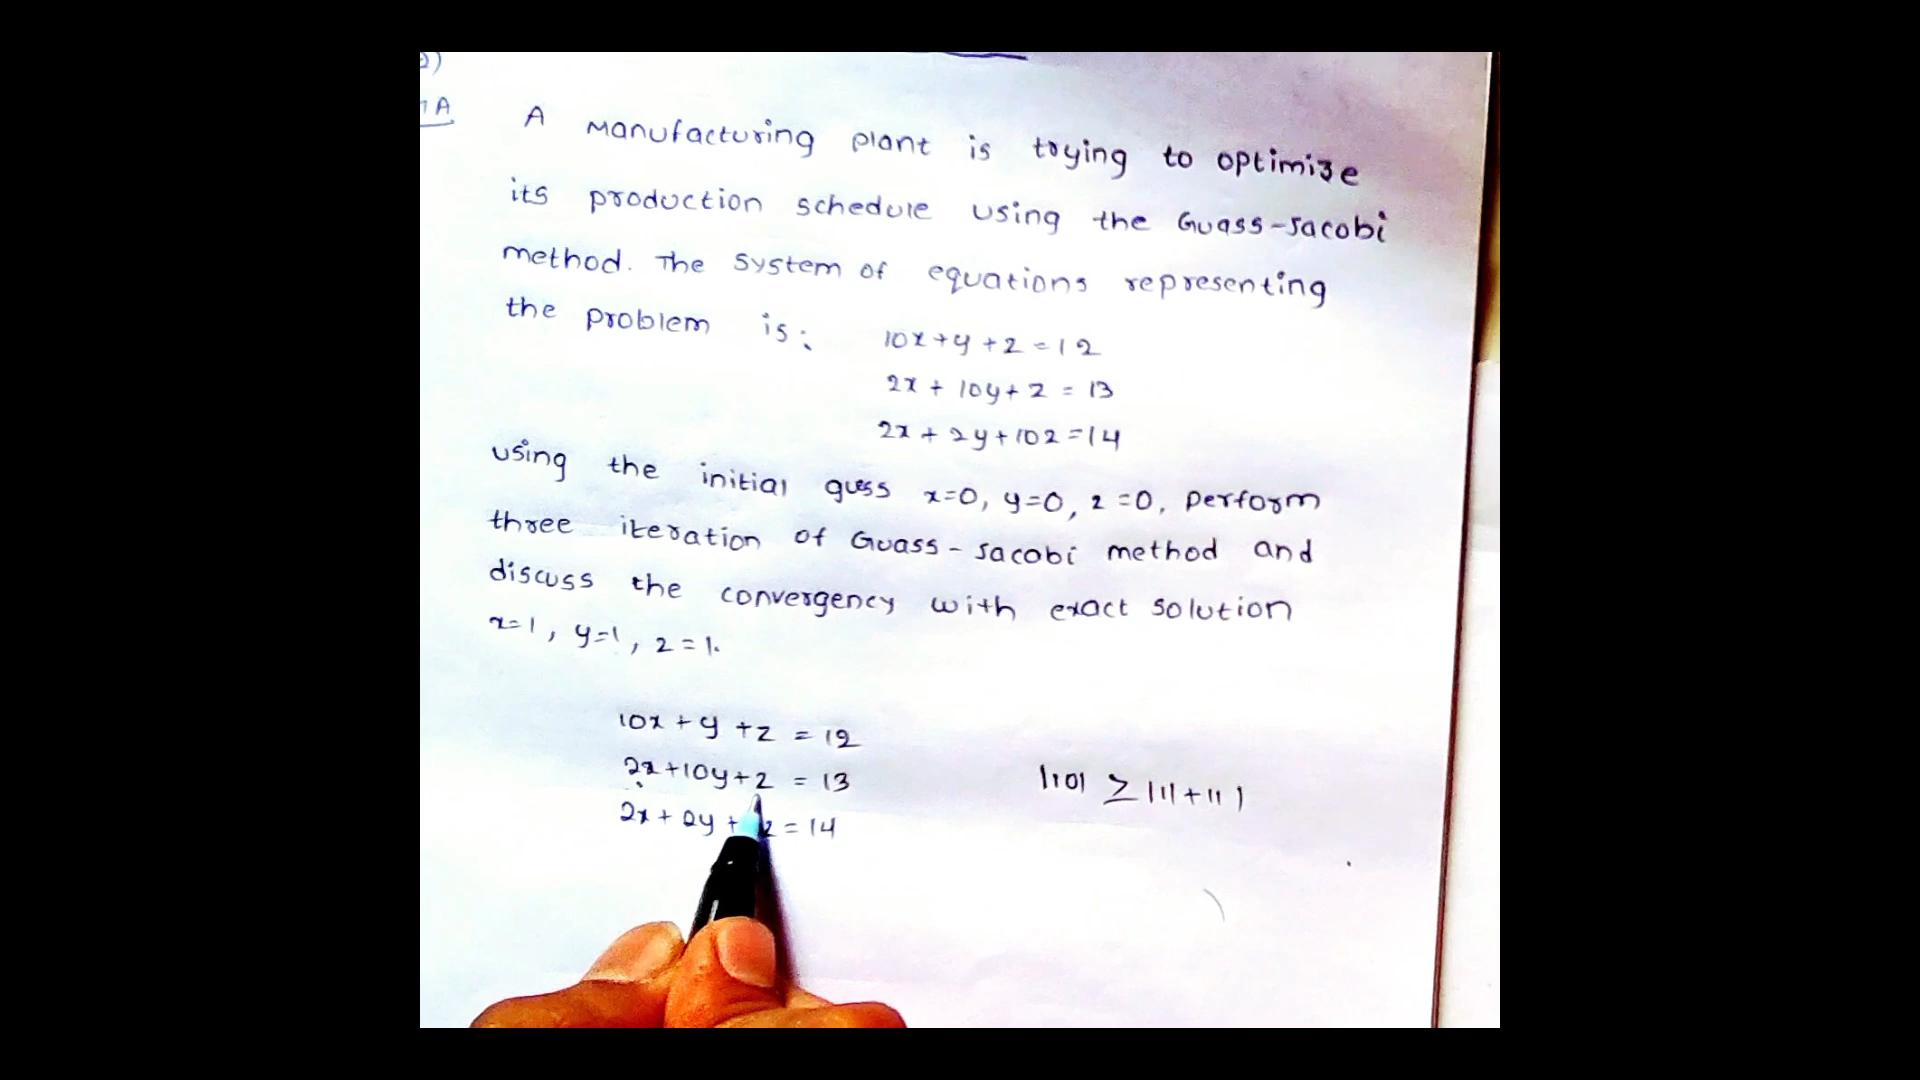 2)
1A
A Manufacturing plant is trying to optimize
its production schedule using the Guass-Jacobi
method. The System of equations representing
the problem is:
10x+y+z=12
2x + 10y+z = 13
2x + 2y+10z=14
using the initial guess x=0, y=0, z=0, Perform
three iteration of Guass-Jacobi method and
discuss the convergency with exact solution
x=1, y=1, z=1.
10x+y+z = 12
2x+10y+z = 13
2x+2y+ z = 14
|10| ≥ |1|+|1|